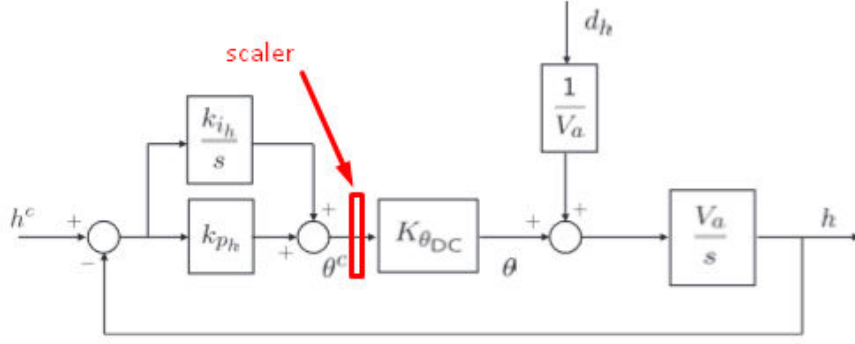 scaler
d_h
1
V_a
k_{i_h}
s
h^c
+
−
k_{p_h}
+
+
θ^c
K_{θ_{DC}}
θ
+
+
V_a
s
h